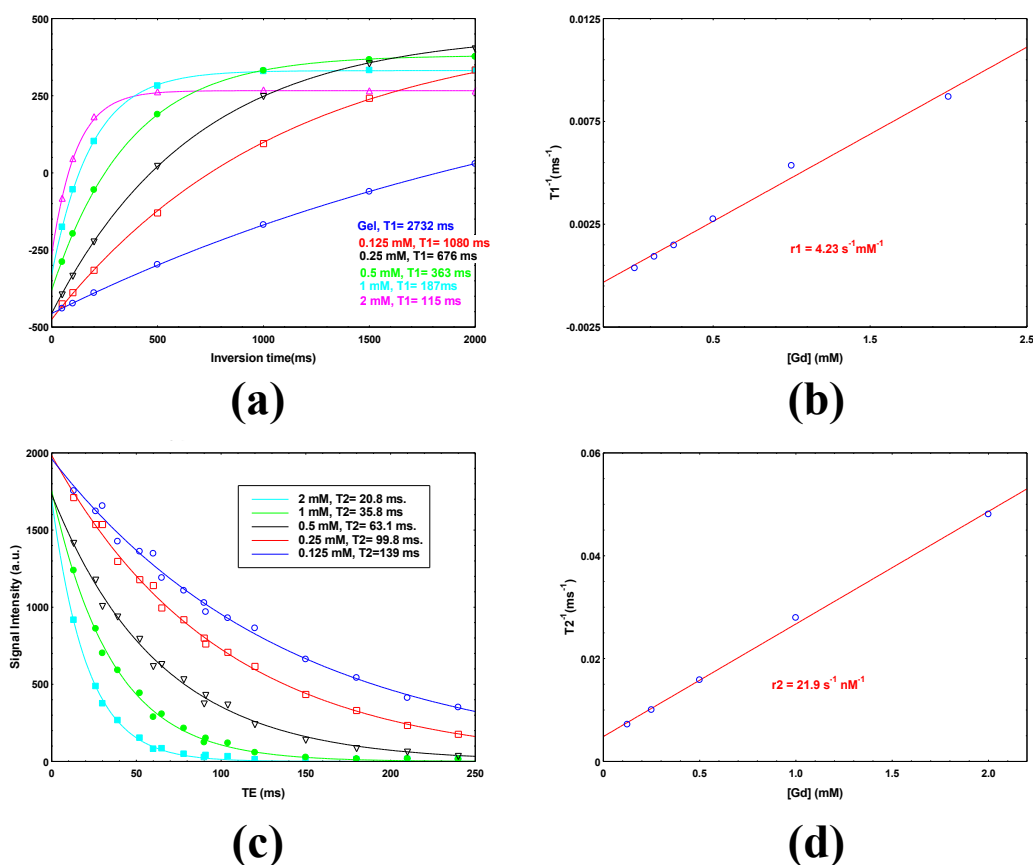 500
250
0
-250
-500
0
500
1000
1500
2000
Inversion time(ms)
Gel, T1= 2732 ms
0.125 mM, T1= 1080 ms
0.25 mM, T1= 676 ms
0.5 mM, T1= 363 ms
1 mM, T1= 187ms
2 mM, T1= 115 ms
(a)
0.0125
0.0075
0.0025
-0.0025
T1-1(ms-1)
r1 = 4.23 s-1mM-1
0.5
1.5
2.5
[Gd] (mM)
(b)
2000
1500
1000
500
0
Signal Intensity (a.u.)
2 mM, T2= 20.8 ms.
1 mM, T2= 35.8 ms
0.5 mM, T2= 63.1 ms.
0.25 mM, T2= 99.8 ms.
0.125 mM, T2=139 ms
0
50
100
150
200
250
TE (ms)
(c)
0.06
0.04
0.02
0
T2-1(ms-1)
r2 = 21.9 s-1 nM-1
0
0.5
1.0
1.5
2.0
[Gd] (mM)
(d)